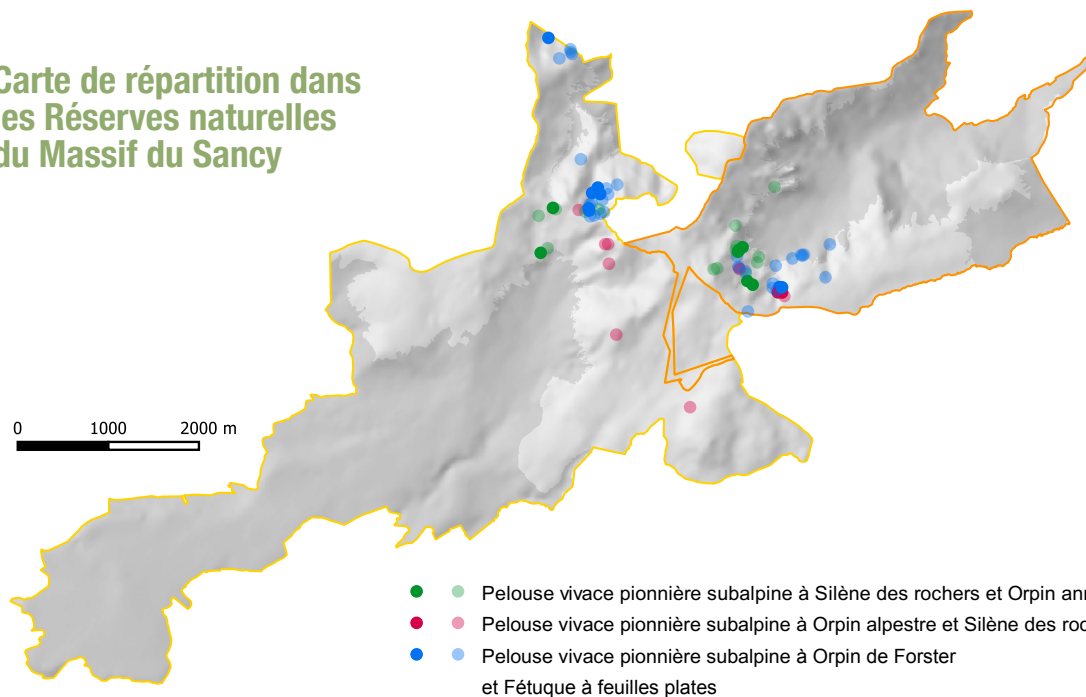 Carte de répartition dans
es Réserves naturelles
du Massif du Sancy
0 1000 2000 m
Pelouse vivace pionnière subalpine à Silène des rochers et Orpin
Pelouse vivace pionnière subalpine à Orpin alpestre et Silène des
Pelouse vivace pionnière subalpine à Orpin de Forster
et Fétuque à feuilles plates